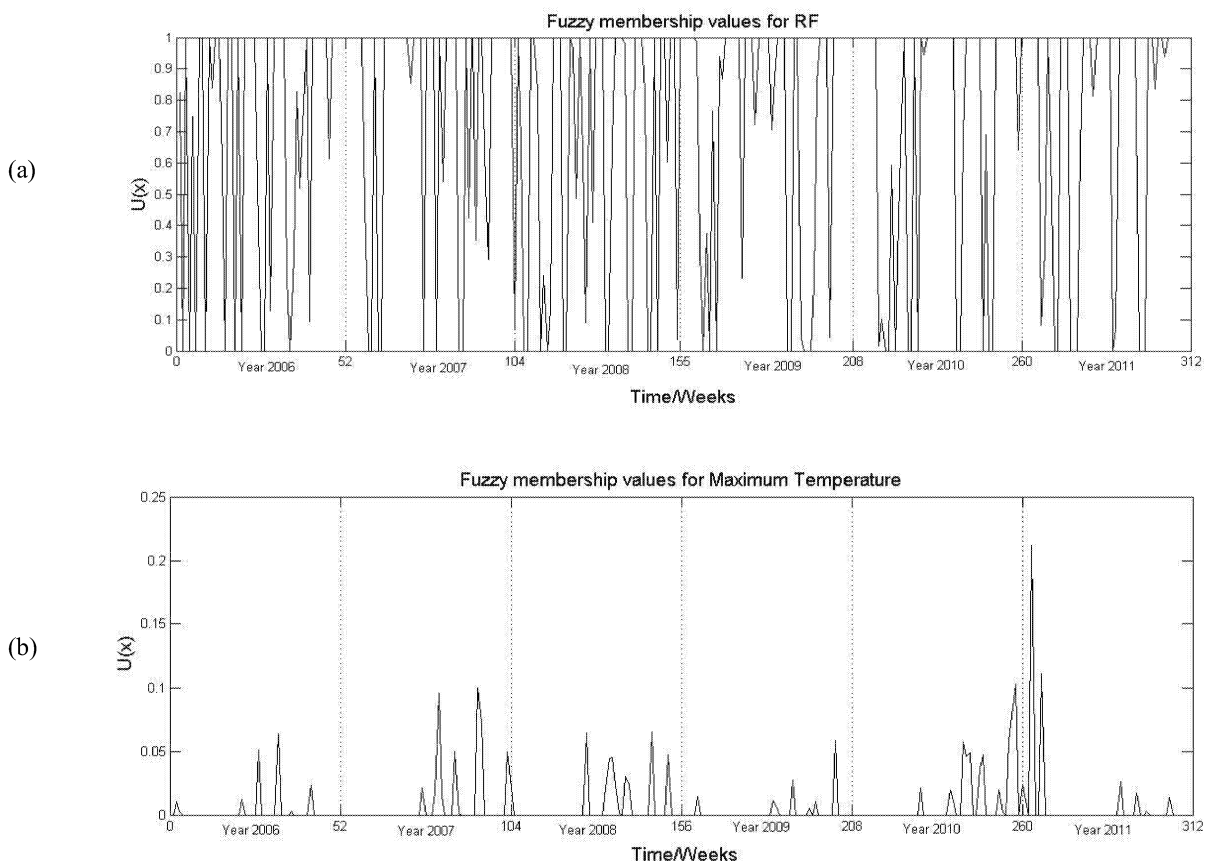 Fuzzy membership values for RF
(a)
U(x)
1
0.9
0.8
0.7
0.6
0.5
0.4
0.3
0.2
0.1
0
0 52 104 155 208 260 312
Year 2006 Year 2007 Year 2008 Year 2009 Year 2010 Year 2011
Time/Weeks
Fuzzy membership values for Maximum Temperature
(b)
U(x)
0.25
0.2
0.15
0.1
0.05
0
0 52 104 156 208 260 312
Year 2006 Year 2007 Year 2008 Year 2009 Year 2010 Year 2011
Time/Weeks